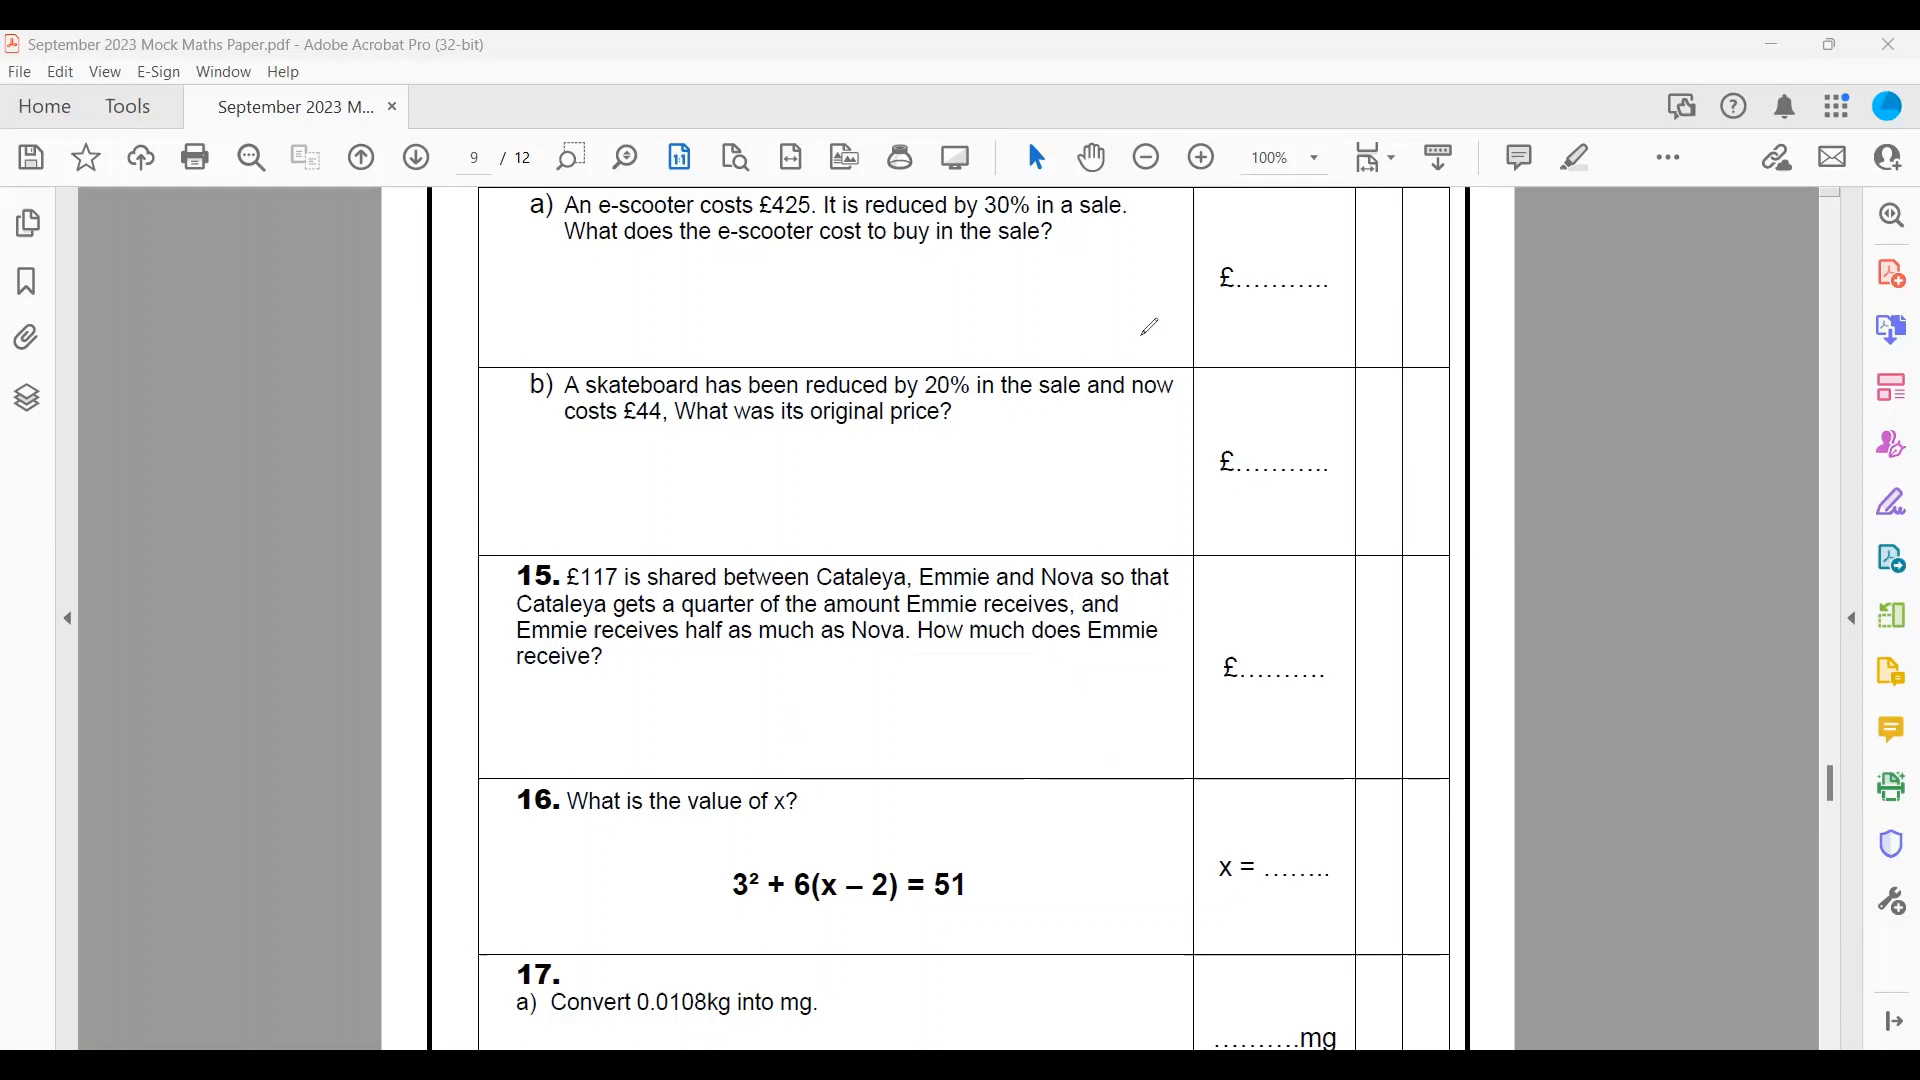 September 2023 Mock Maths Paper.pdf - Adobe Acrobat Pro (32-bit)
File Edit View E-Sign Window Help
Home Tools September 2023 M... ×
9 / 12 1:1 100%
a) An e-scooter costs £425. It is reduced by 30% in a sale.
What does the e-scooter cost to buy in the sale?
£………..
b) A skateboard has been reduced by 20% in the sale and now
costs £44, What was its original price?
£………..
15. £117 is shared between Cataleya, Emmie and Nova so that
Cataleya gets a quarter of the amount Emmie receives, and
Emmie receives half as much as Nova. How much does Emmie
receive?
£……….
16. What is the value of x?
3² + 6(x – 2) = 51
x = ……..
17.
a) Convert 0.0108kg into mg.
……….mg